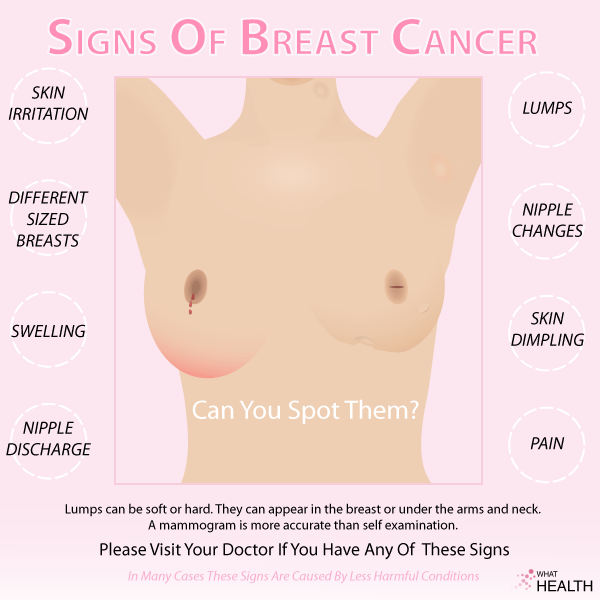 Signs Of Breast Cancer
SKIN
IRRITATION
DIFFERENT
SIZED
BREASTS
SWELLING
NIPPLE
DISCHARGE
LUMPS
NIPPLE
CHANGES
SKIN
DIMPLING
PAIN
Can You Spot Them?
Lumps can be soft or hard. They can appear in the breast or under the arms and neck.
A mammogram is more accurate than self examination.
Please Visit Your Doctor If You Have Any Of These Signs
In Many Cases These Signs Are Caused By Less Harmful Conditions
WHAT
HEALTH